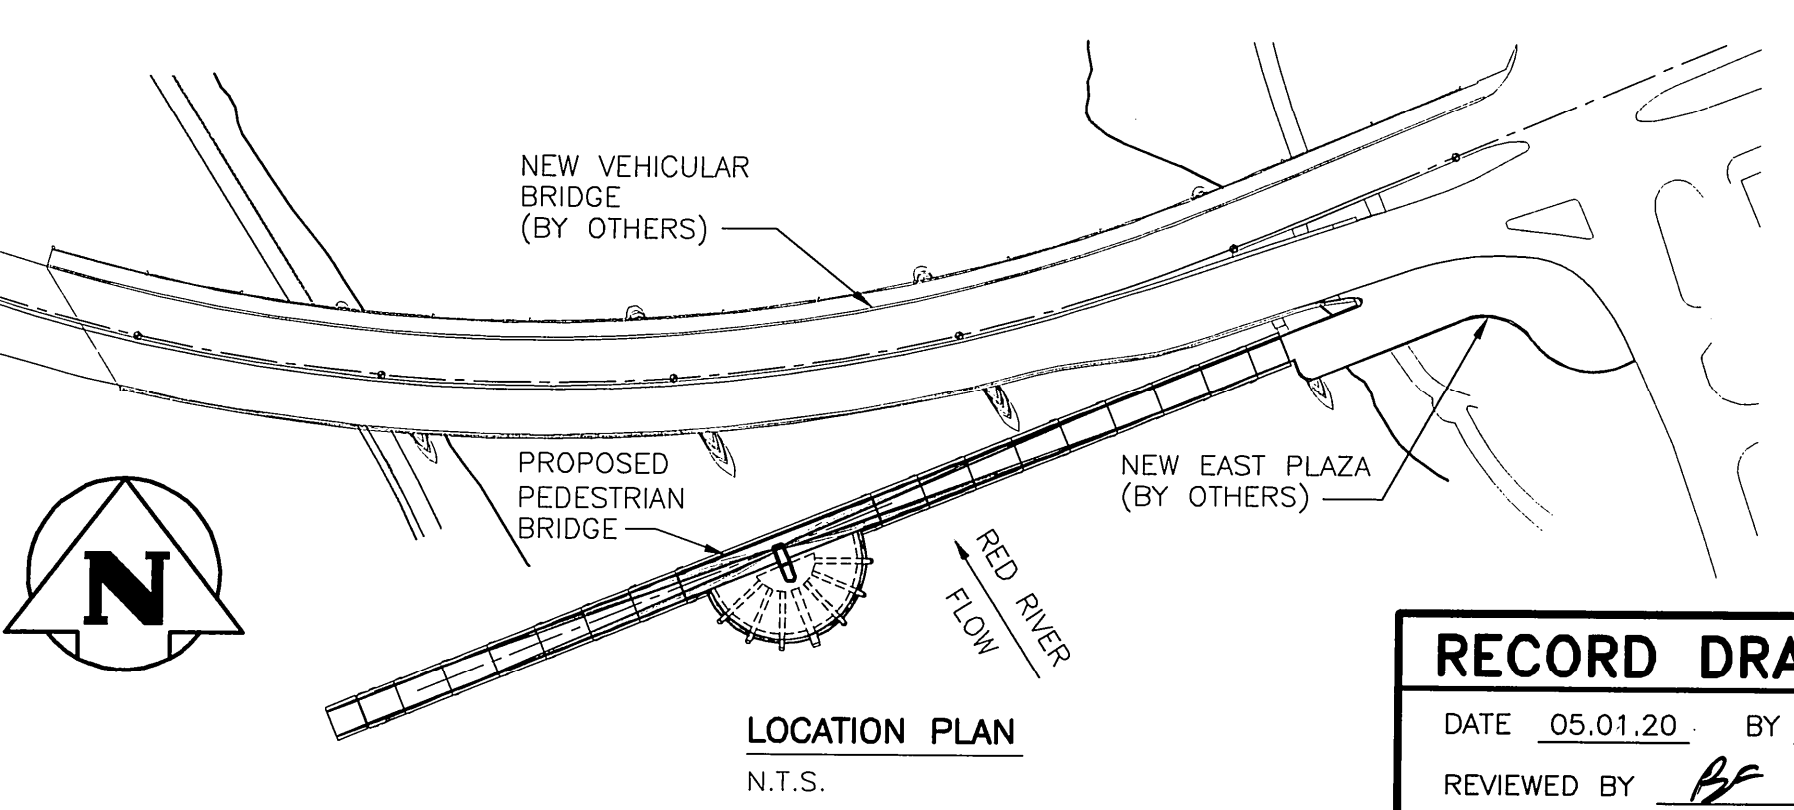 NEW VEHICULAR
BRIDGE
(BY OTHERS)
PROPOSED
PEDESTRIAN
BRIDGE
NEW EAST PLAZA
(BY OTHERS)
RED RIVER
FLOW
N
LOCATION PLAN
N.T.S.
RECORD DRA
DATE 05.01.20 BY
REVIEWED BY